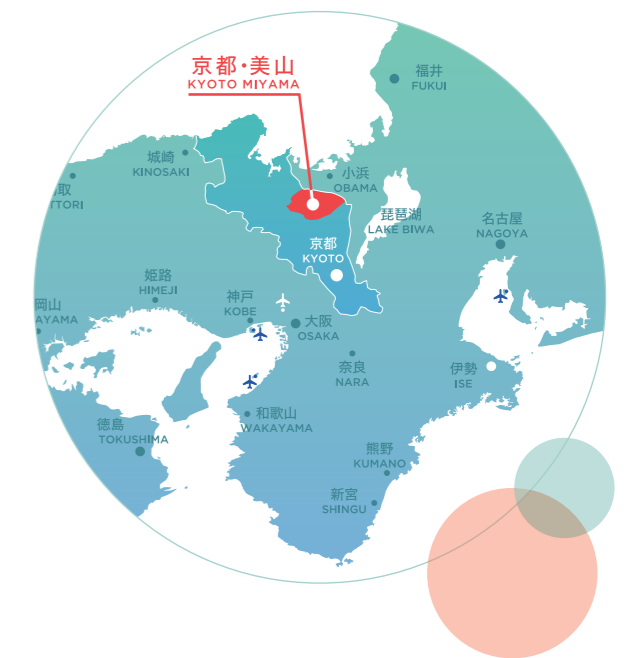 京都・美山
KYOTO MIYAMA
福井
FUKUI
城崎
KINOSAKI
小浜
OBAMA
取
TTORI
琵琶湖
LAKE BIWA
名古屋
NAGOYA
京都
KYOTO
姫路
HIMEJI
神戸
KOBE
岡山
AYAMA
大阪
OSAKA
奈良
NARA
伊勢
ISE
和歌山
WAKAYAMA
徳島
TOKUSHIMA
熊野
KUMANO
新宮
SHINGU